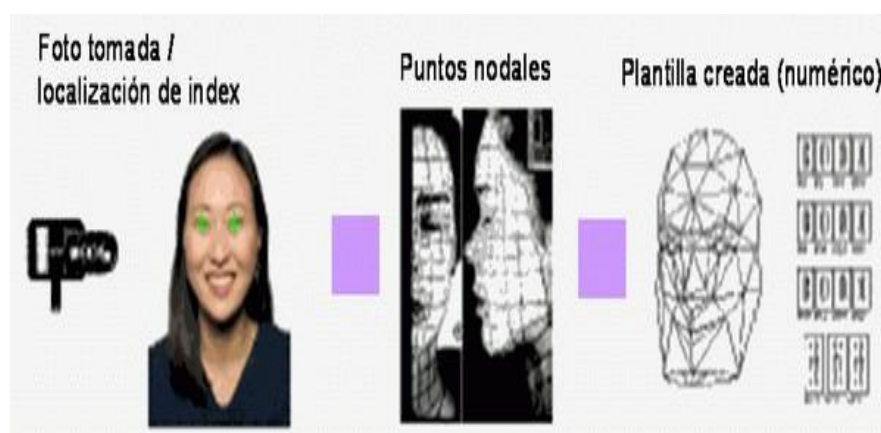 Foto tomada /
localización de index
Puntos nodales
Plantilla creada (numérico)